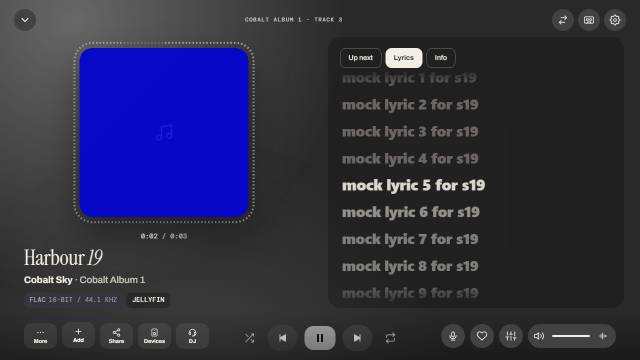 COBALT ALBUM 1 · TRACK 3
Up next
Lyrics
Info
mock lyric 1 for s19
mock lyric 2 for s19
mock lyric 3 for s19
mock lyric 4 for s19
mock lyric 5 for s19
mock lyric 6 for s19
mock lyric 7 for s19
mock lyric 8 for s19
mock lyric 9 for s19
0:02 / 0:03
Harbour 19
Cobalt Sky · Cobalt Album 1
FLAC 16-BIT / 44.1 KHZ
JELLYFIN
More
Add
Share
Devices
DJ